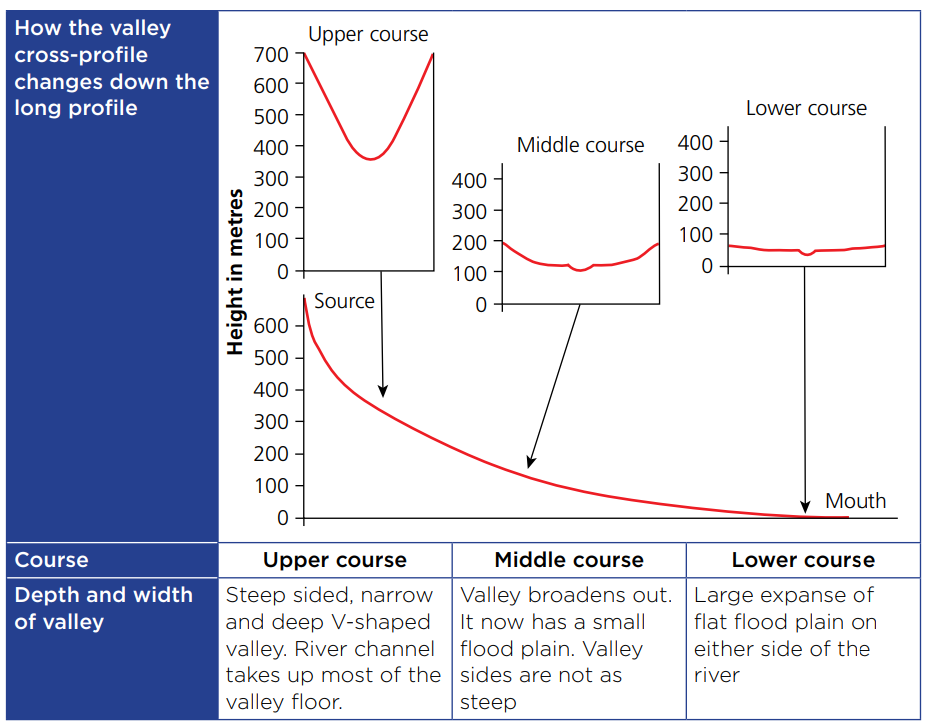 How the valley
cross-profile
changes down the
long profile
Upper course
700
600
500
400
300
200
100
0
Middle course
400
300
200
100
0
Lower course
400
300
200
100
0
Height in metres
Source
600
500
400
300
200
100
0
Mouth
Course
Upper course
Middle course
Lower course
Depth and width
of valley
Steep sided, narrow
and deep V-shaped
valley. River channel
takes up most of the
valley floor.
Valley broadens out.
It now has a small
flood plain. Valley
sides are not as
steep
Large expanse of
flat flood plain on
either side of the
river